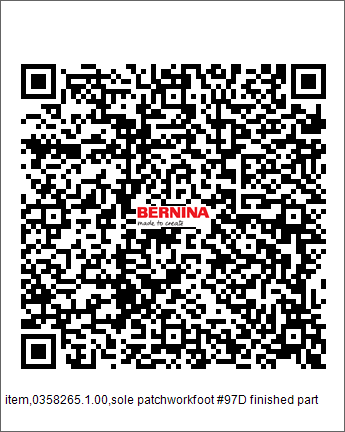 BERNINA
made to create
item,0358265.1.00,sole patchworkfoot #97D finished part